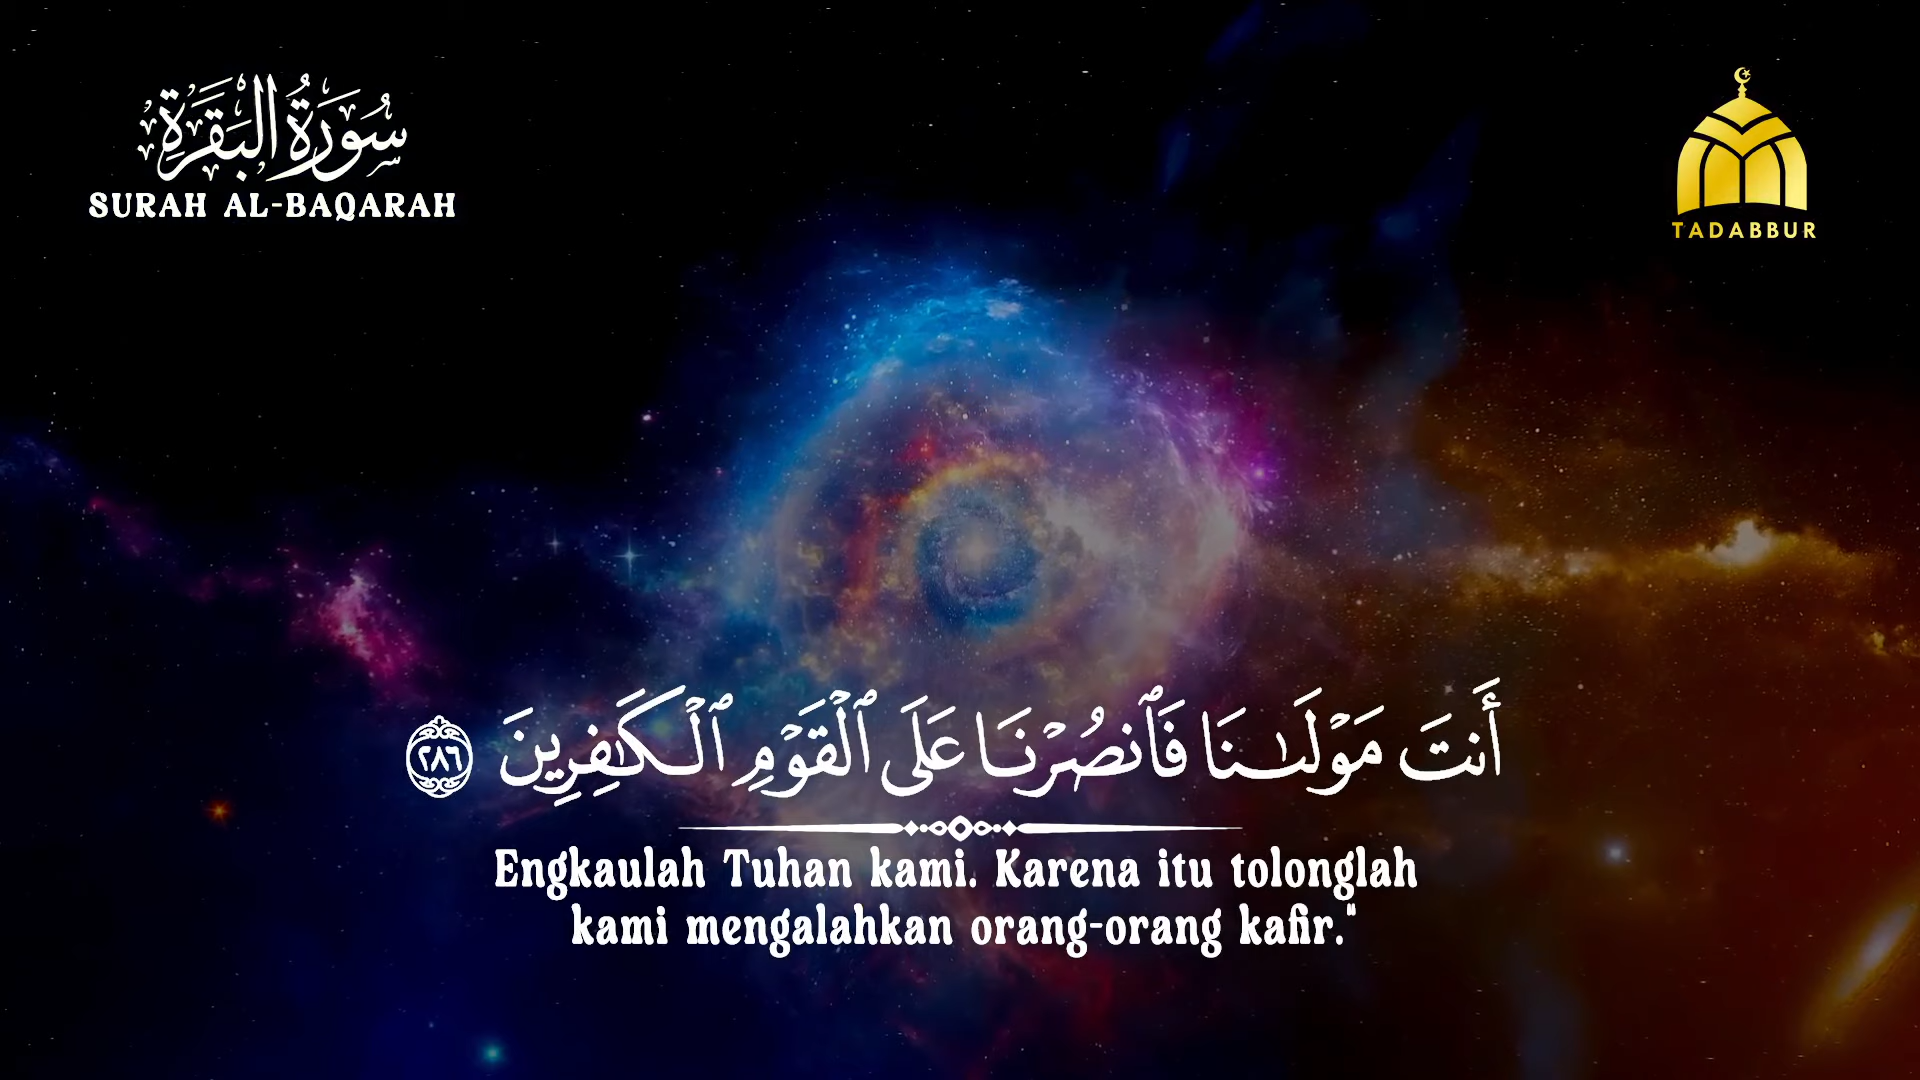 سُورَةُ البَقَرَةِ
SURAH AL-BAQARAH
TADABBUR
أَنتَ مَوْلَىٰنَا فَٱنصُرْنَا عَلَى ٱلْقَوْمِ ٱلْكَٰفِرِينَ ٢٨٦
Engkaulah Tuhan kami. Karena itu tolonglah
kami mengalahkan orang-orang kafir."